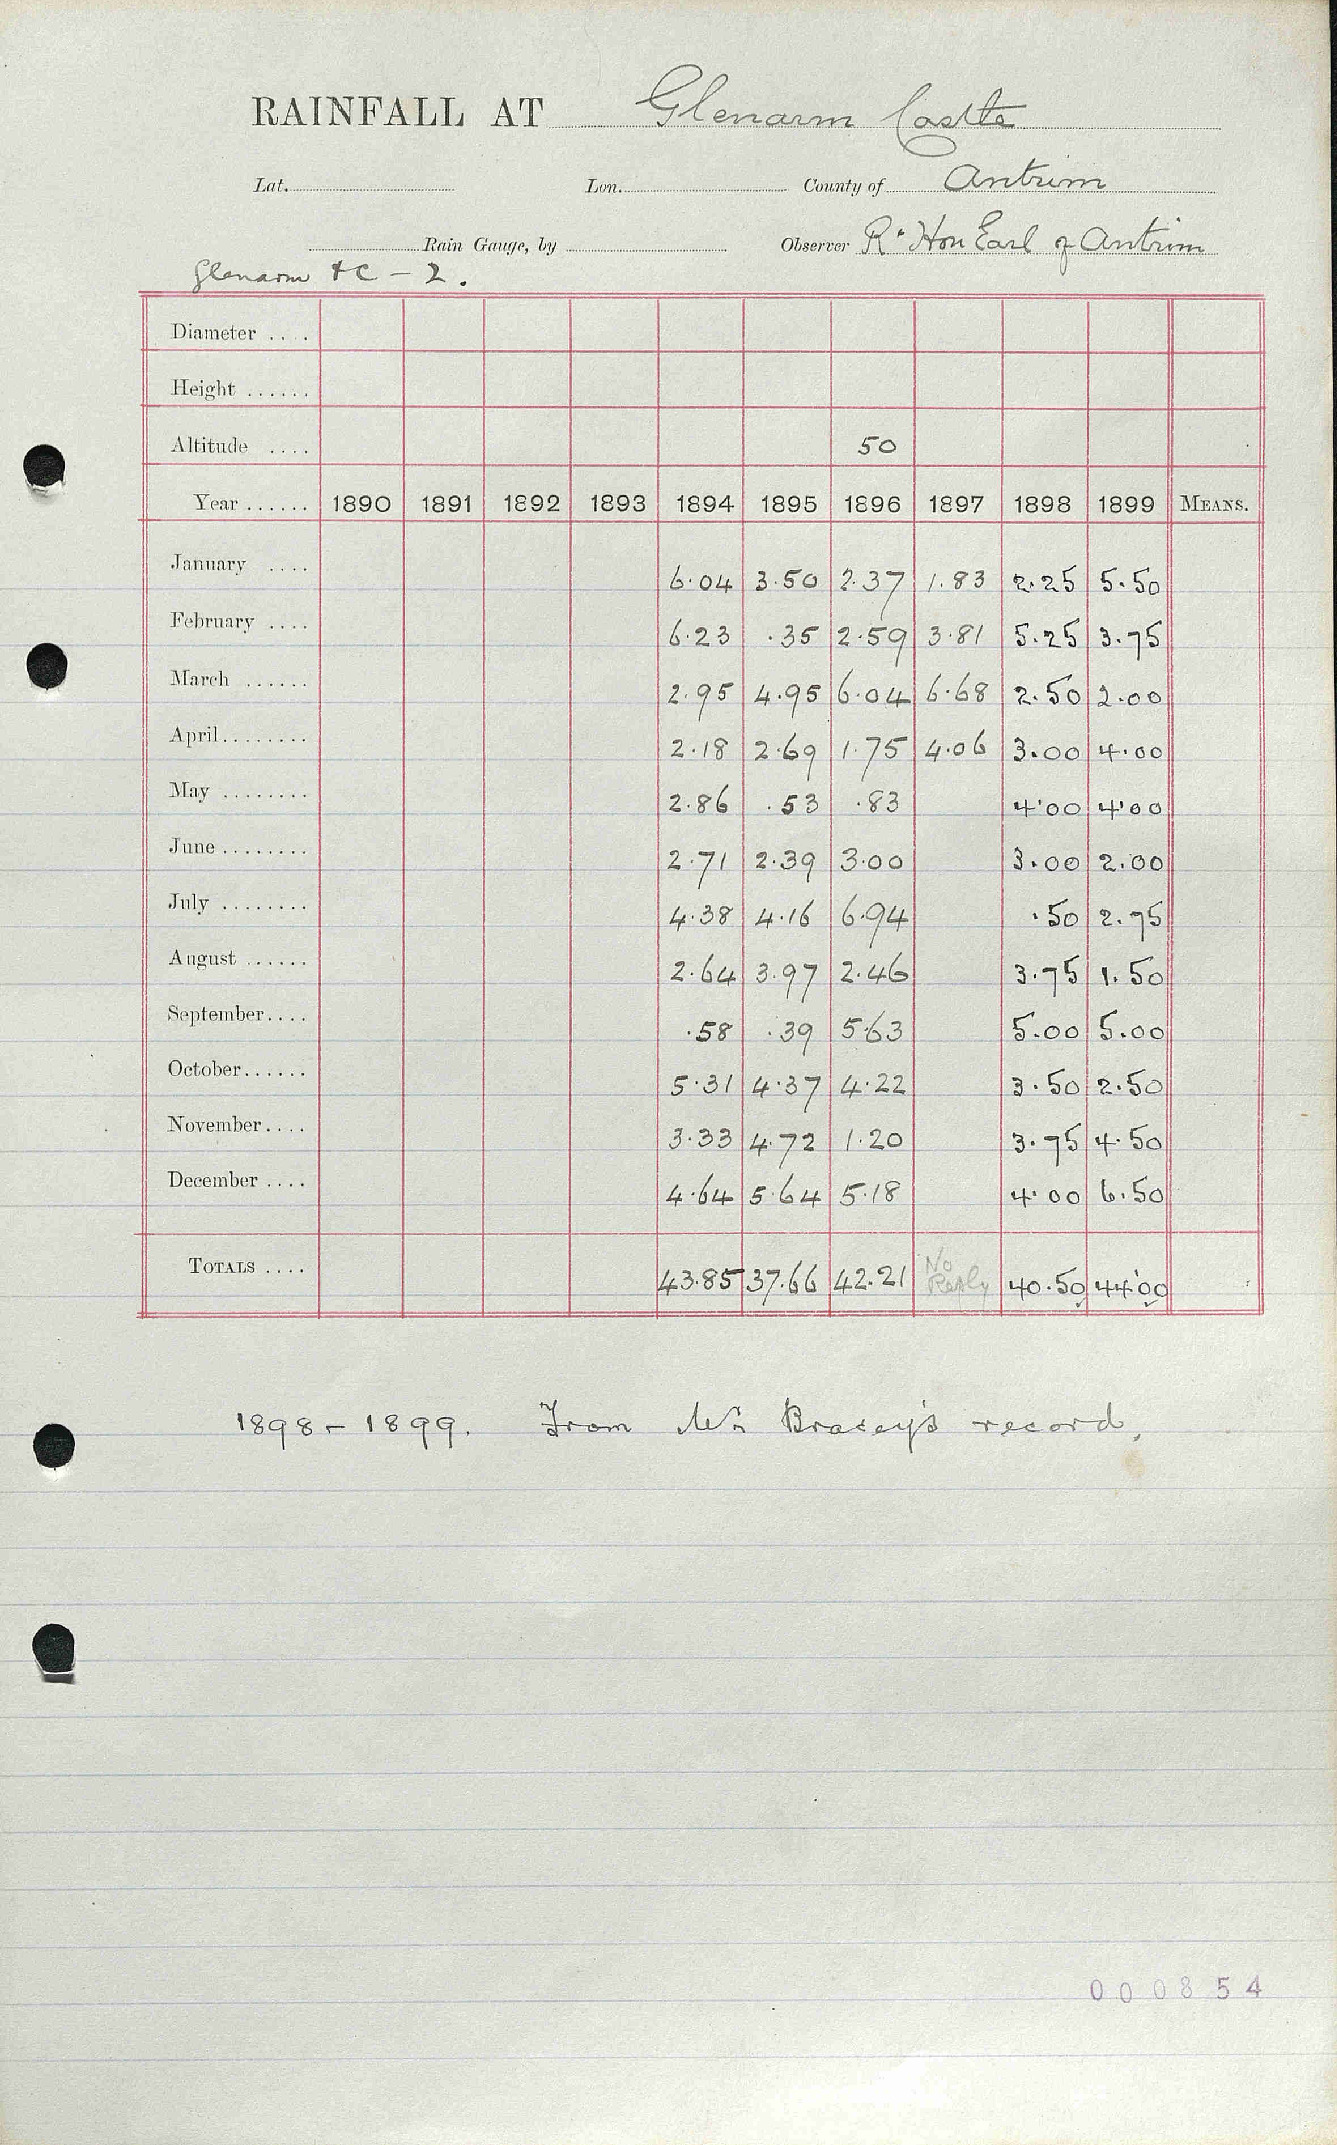 RAINFALL AT Glenarm Castle
Lat. Lon. County of Antrim
Rain Gauge, by Observer Rt Hon Earl of Antrim
Glenarm +C - 2.
Diameter ....
Height ......
Altitude .... 50
Year ...... 1890 1891 1892 1893 1894 1895 1896 1897 1898 1899 MEANS.
January .... 6.04 3.50 2.37 1.83 2.25 5.50
February .... 6.23 .35 2.59 3.81 5.25 3.75
March ...... 2.95 4.95 6.04 6.68 2.50 2.00
April........ 2.18 2.69 1.75 4.06 3.00 4.00
May ........ 2.86 .53 .83 4.00 4.00
June ........ 2.71 2.39 3.00 3.00 2.00
July ........ 4.38 4.16 6.94 .50 2.75
August ...... 2.64 3.97 2.46 3.75 1.50
September.... .58 .39 5.63 5.00 5.00
October...... 5.31 4.37 4.22 3.50 2.50
November.... 3.33 4.72 1.20 3.75 4.50
December .... 4.64 5.64 5.18 4.00 6.50
TOTALS .... 43.85 37.66 42.21 No Reply 40.50 44.00
1898 - 1899. From Mr Bracey's record.
000854